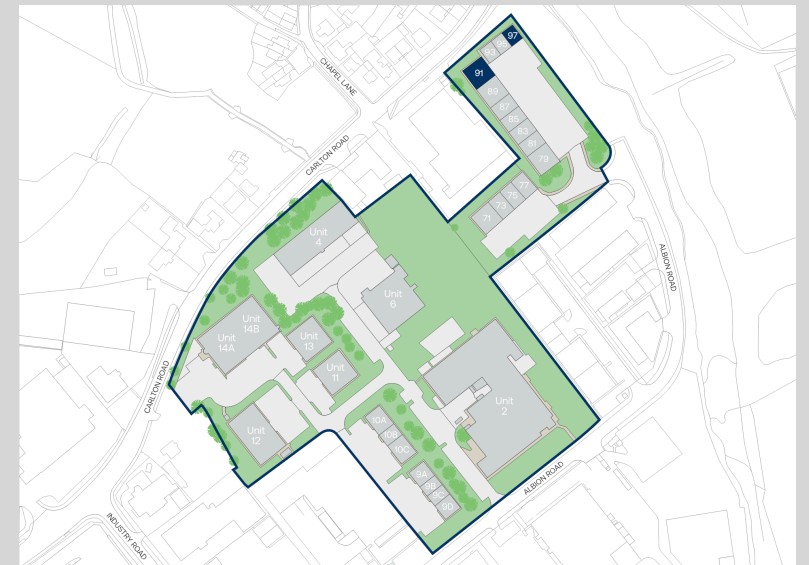 97
95
93
91
89
87
85
83
81
79
77
75
73
71
CHAPEL LANE
CARLTON ROAD
ALBION ROAD
Unit
4
Unit
6
Unit
14B
Unit
14A
Unit
13
Unit
11
Unit
12
Unit
2
10A
10B
10C
9A
9B
9C
9D
CARLTON ROAD
ALBION ROAD
INDUSTRY ROAD